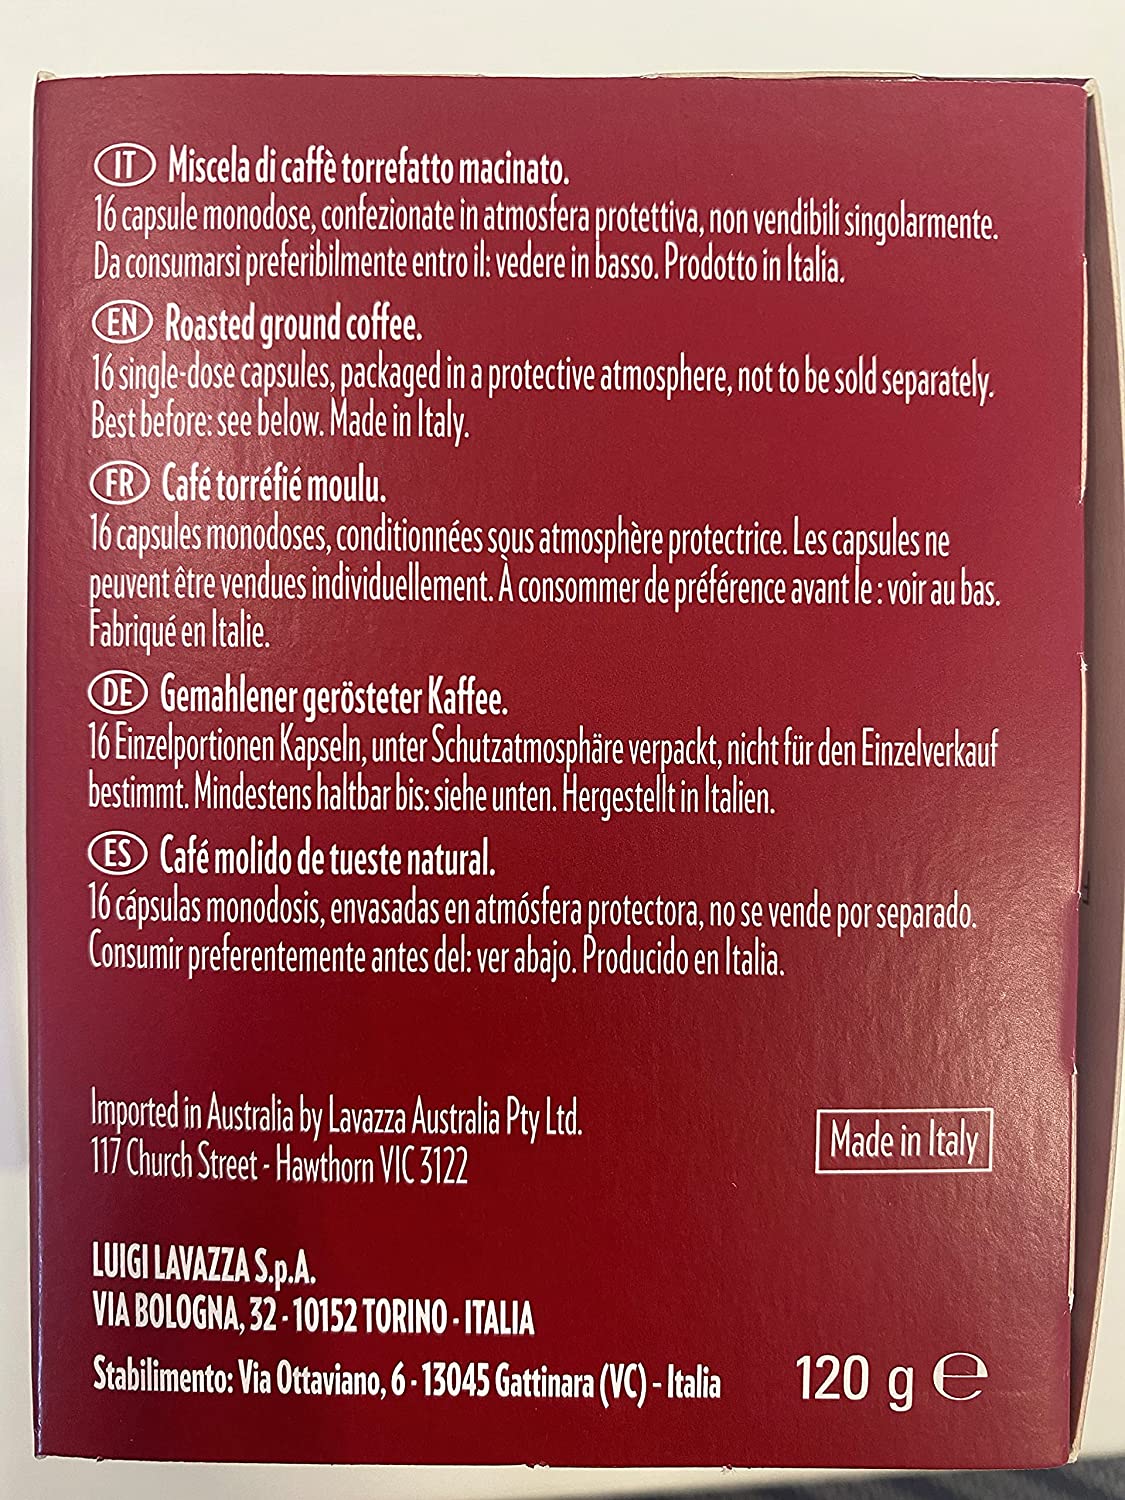 IT Miscela di caffè torrefatto macinato.
16 capsule monodose, confezionate in atmosfera protettiva, non vendibili singolarmente.
Da consumarsi preferibilmente entro il: vedere in basso. Prodotto in Italia.
EN Roasted ground coffee.
16 single-dose capsules, packaged in a protective atmosphere, not to be sold separately.
Best before: see below. Made in Italy.
FR Café torréfié moulu.
16 capsules monodoses, conditionnées sous atmosphère protectrice. Les capsules ne
peuvent être vendues individuellement. À consommer de préférence avant le : voir au bas.
Fabriqué en Italie.
DE Gemahlener gerösteter Kaffee.
16 Einzelportionen Kapseln, unter Schutzatmosphäre verpackt, nicht für den Einzelverkauf
bestimmt. Mindestens haltbar bis: siehe unten. Hergestellt in Italien.
ES Café molido de tueste natural.
16 cápsulas monodosis, envasadas en atmósfera protectora, no se vende por separado.
Consumir preferentemente antes del: ver abajo. Producido en Italia.
Imported in Australia by Lavazza Australia Pty Ltd.
117 Church Street - Hawthorn VIC 3122
Made in Italy
LUIGI LAVAZZA S.p.A.
VIA BOLOGNA, 32 - 10152 TORINO - ITALIA
Stabilimento: Via Ottaviano, 6 - 13045 Gattinara (VC) - Italia
120 g ℮